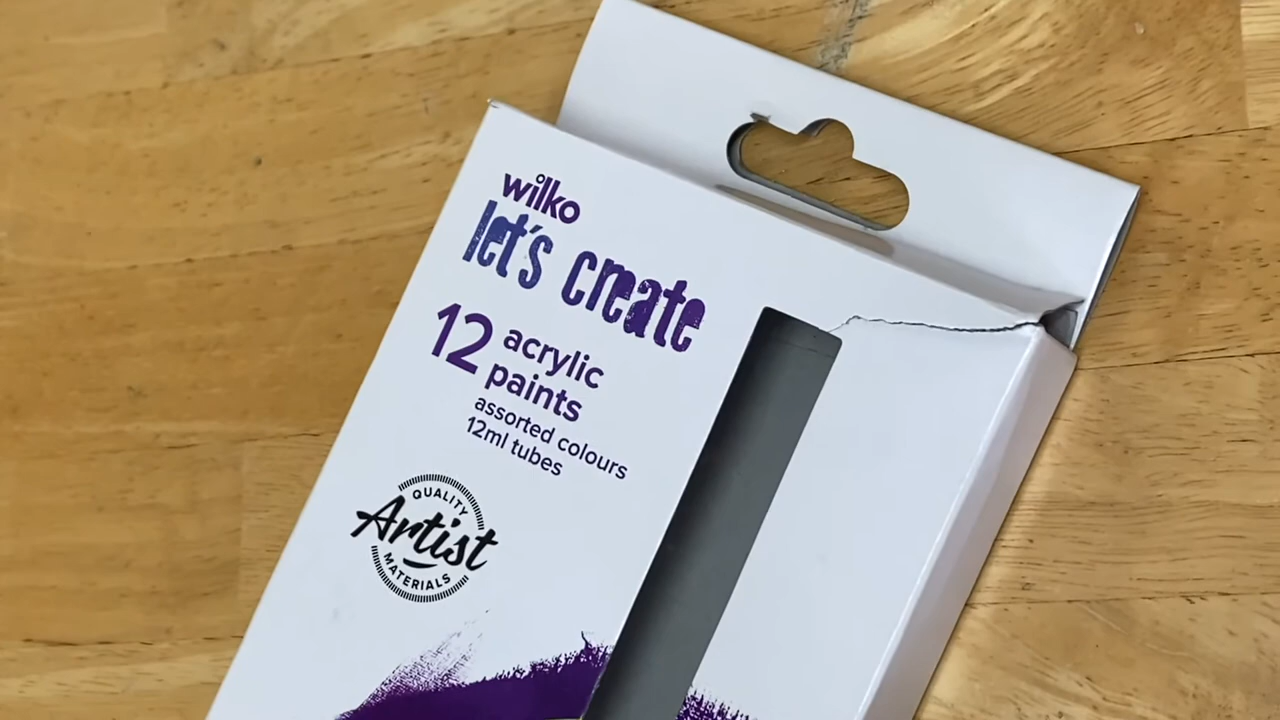 wilko
let's create
12 acrylic
paints
assorted colours
12ml tubes
QUALITY
Artist
MATERIALS